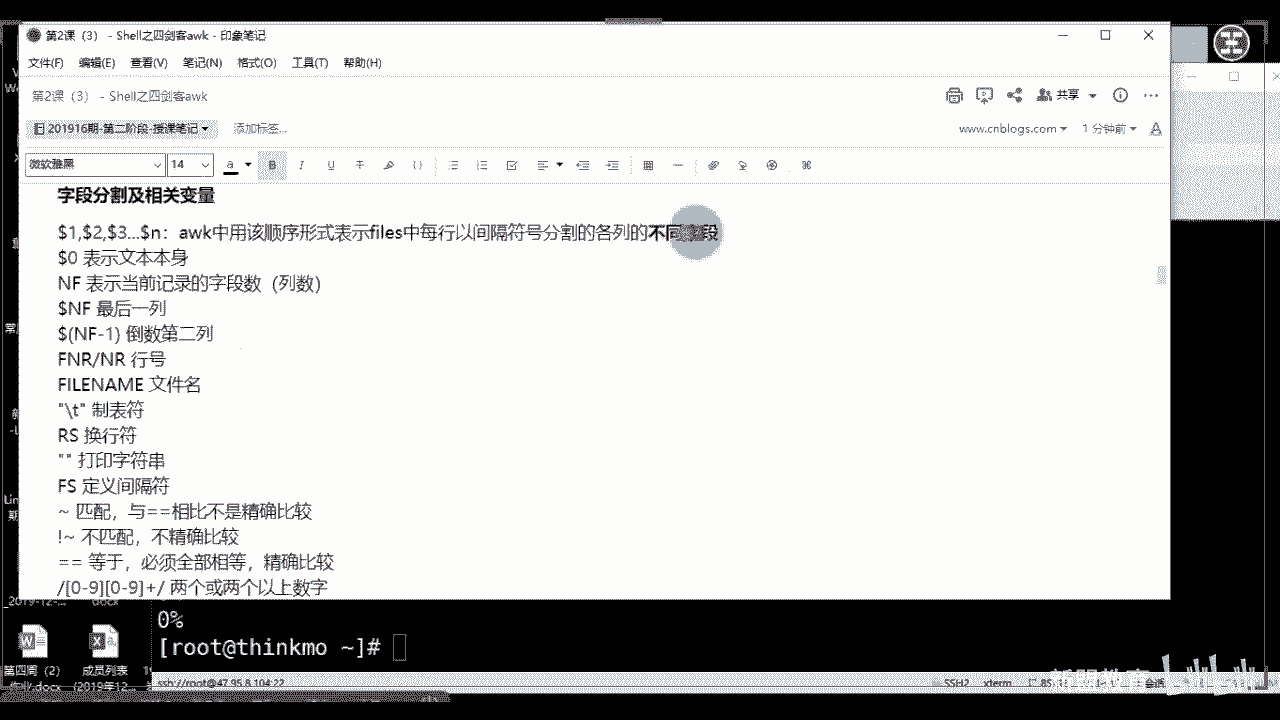 第2课（3） - Shell之四剑客awk - 印象笔记
文件(F) 编辑(E) 查看(V) 笔记(N) 格式(O) 工具(T) 帮助(H)
第2课（3） - Shell之四剑客awk
共享
201916期-第二阶段-授课笔记
添加标签...
www.cnblogs.com
1 分钟前
微软雅黑
14
字段分割及相关变量
$1,$2,$3...$n：awk中用该顺序形式表示files中每行以间隔符号分割的各列的不同字段
$0 表示文本本身
NF 表示当前记录的字段数（列数）
$NF 最后一列
$(NF-1) 倒数第二列
FNR/NR 行号
FILENAME 文件名
"\t" 制表符
RS 换行符
"" 打印字符串
FS 定义间隔符
~ 匹配，与==相比不是精确比较
!~ 不匹配，不精确比较
== 等于，必须全部相等，精确比较
/[0-9][0-9]+/ 两个或两个以上数字
0%
[root@thinkmo ~]#
第四周（2）
成员列表
ssh://root@47.95.8.104:22
SSH2
xterm
新盟教育
bilibili